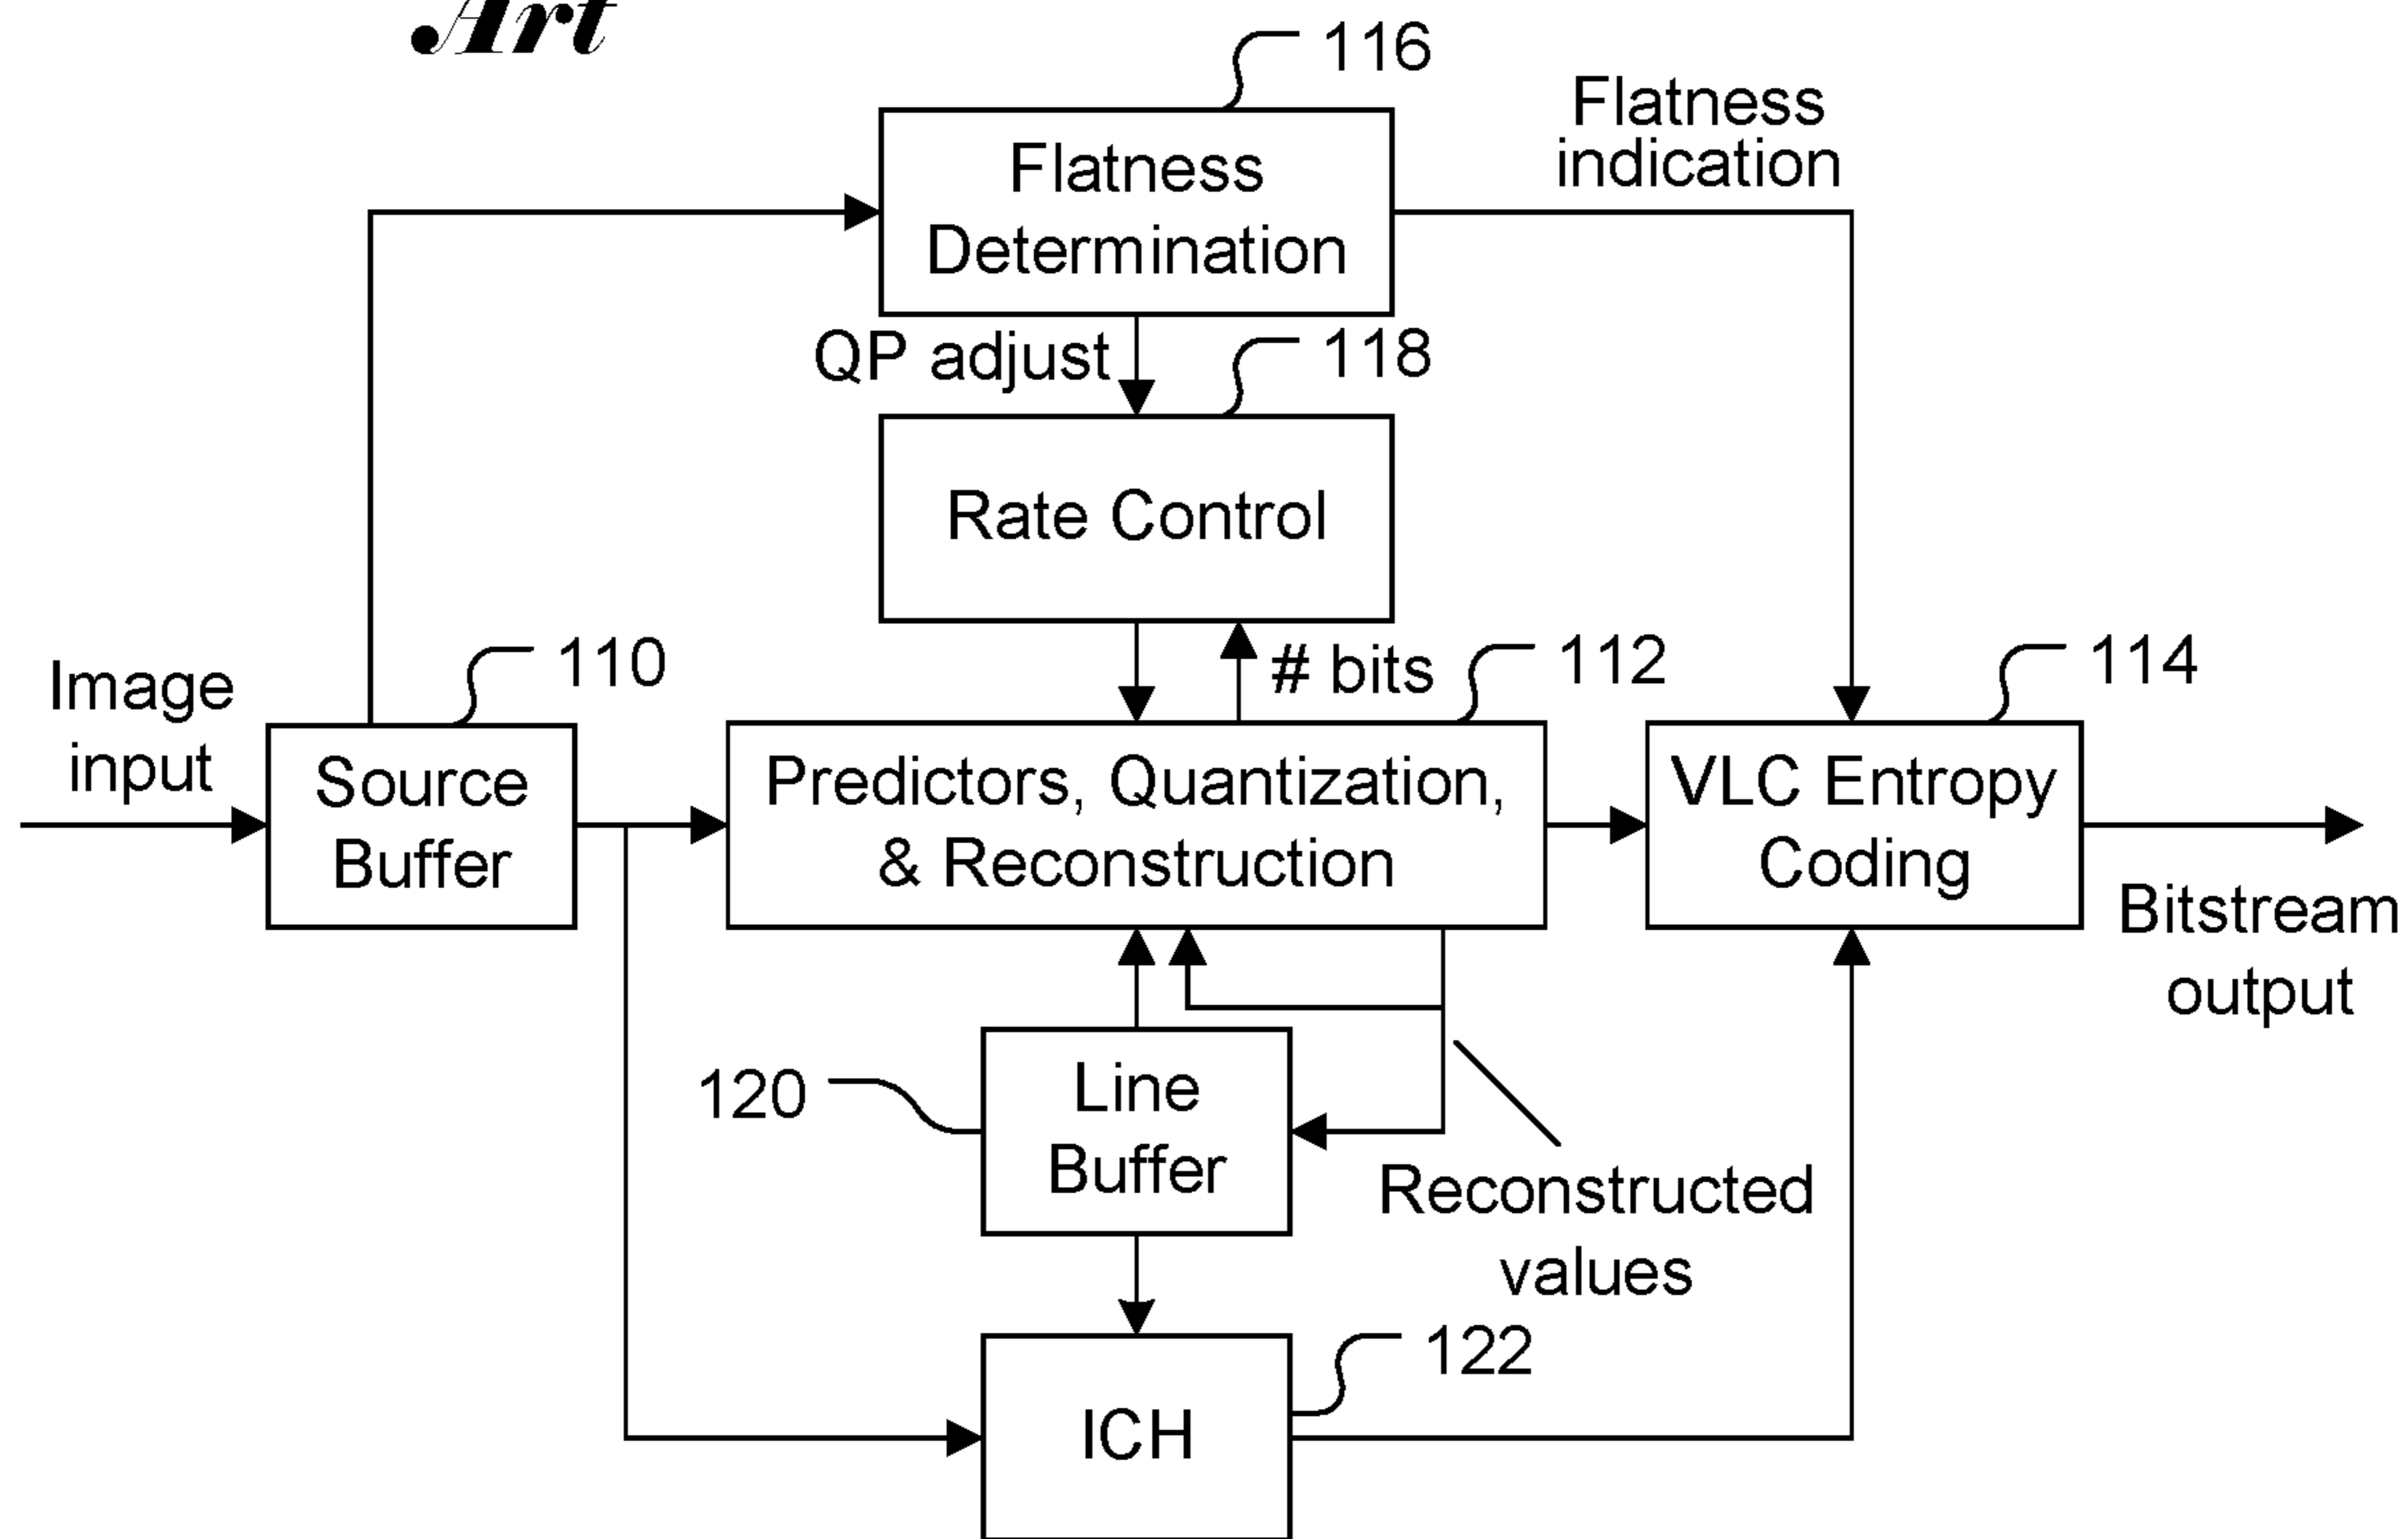 Art
116
Flatness
indication
Flatness
Determination
QP adjust
118
Rate Control
# bits
110
112
114
Image
input
Source
Buffer
Predictors, Quantization,
& Reconstruction
VLC Entropy
Coding
Bitstream
output
120
Line
Buffer
Reconstructed
values
122
ICH